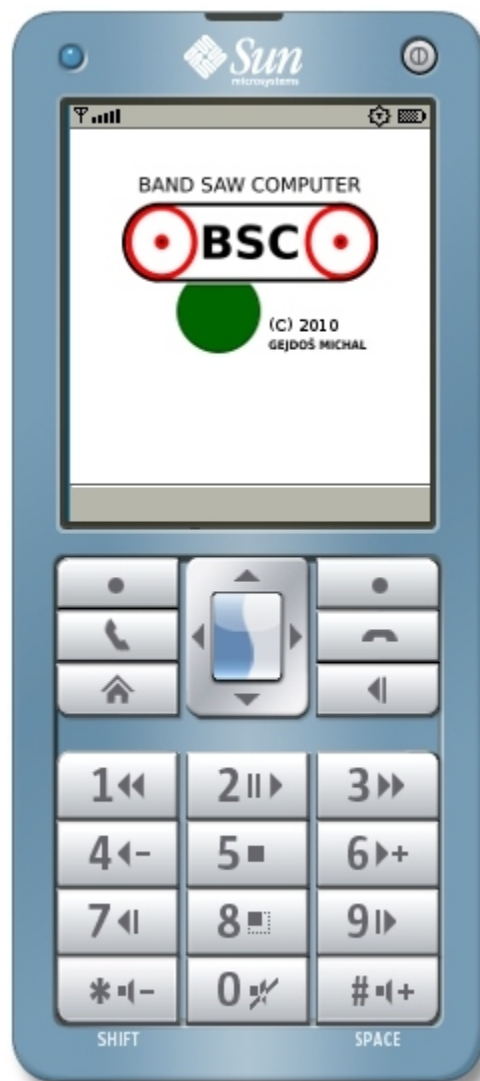 Sun
microsystems
BAND SAW COMPUTER
BSC
(C) 2010
GEJDOŠ MICHAL
1 2 3
4 - 5 6 +
7 8 9
* - 0 # +
SHIFT SPACE